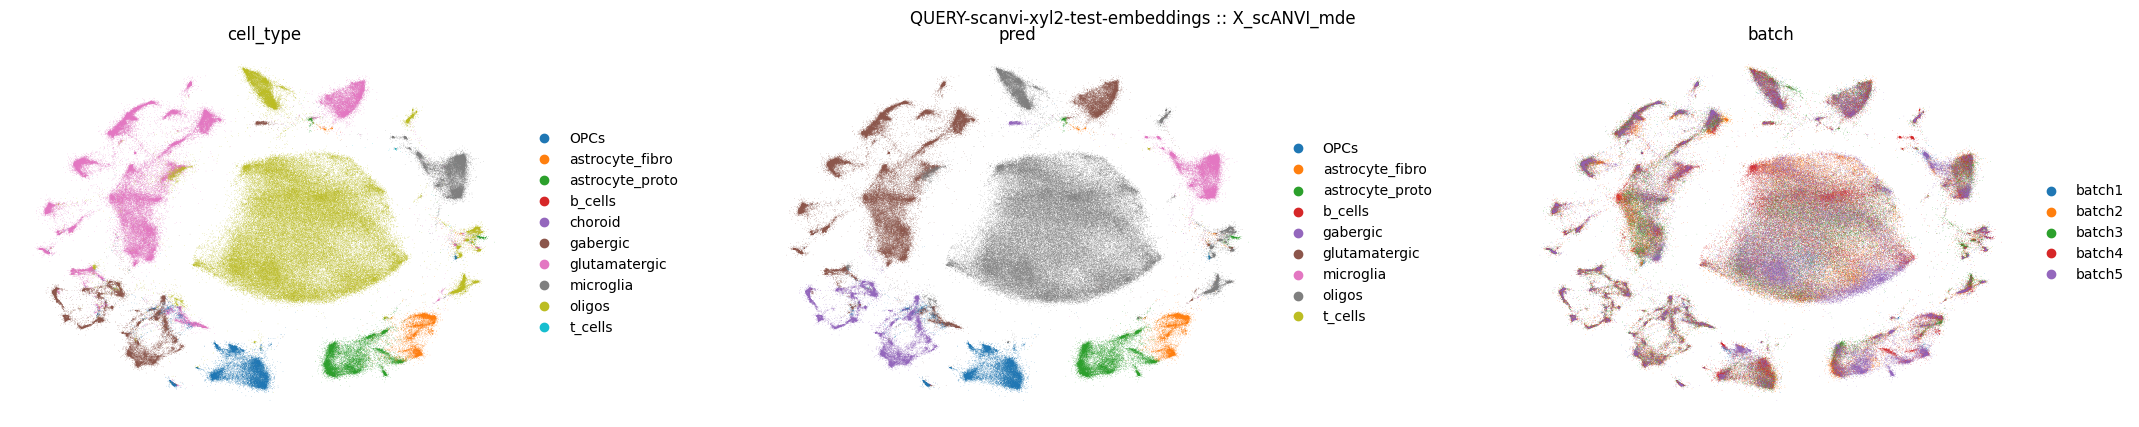 QUERY-scanvi-xyl2-test-embeddings :: X_scANVI_mde
cell_type
OPCs
astrocyte_fibro
astrocyte_proto
b_cells
choroid
gabergic
glutamatergic
microglia
oligos
t_cells
pred
OPCs
astrocyte_fibro
astrocyte_proto
b_cells
gabergic
glutamatergic
microglia
oligos
t_cells
batch
batch1
batch2
batch3
batch4
batch5